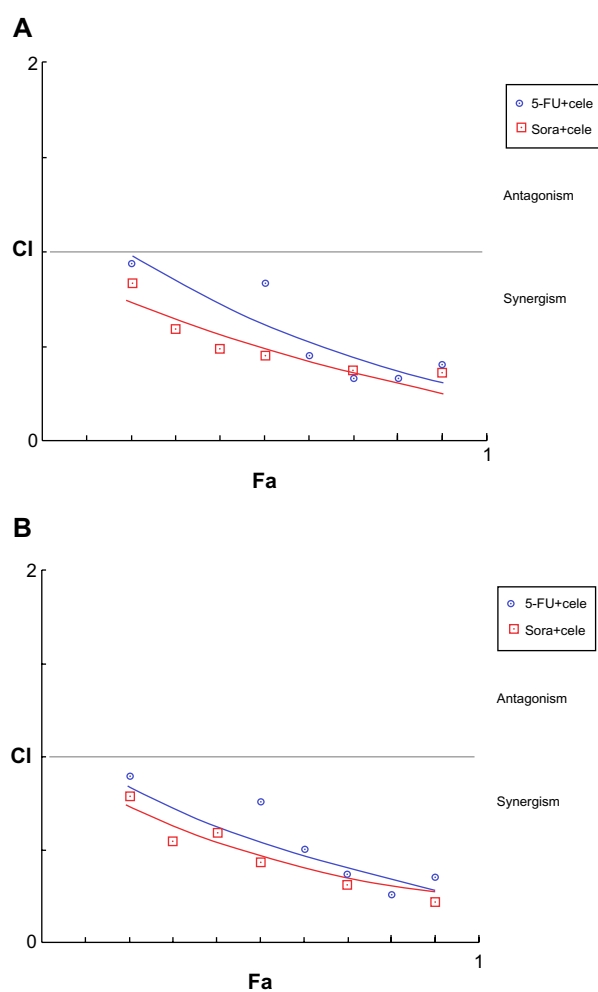 A
2
5-FU+cele
Sora+cele
Antagonism
CI
Synergism
0
1
Fa
B
2
5-FU+cele
Sora+cele
Antagonism
CI
Synergism
0
1
Fa